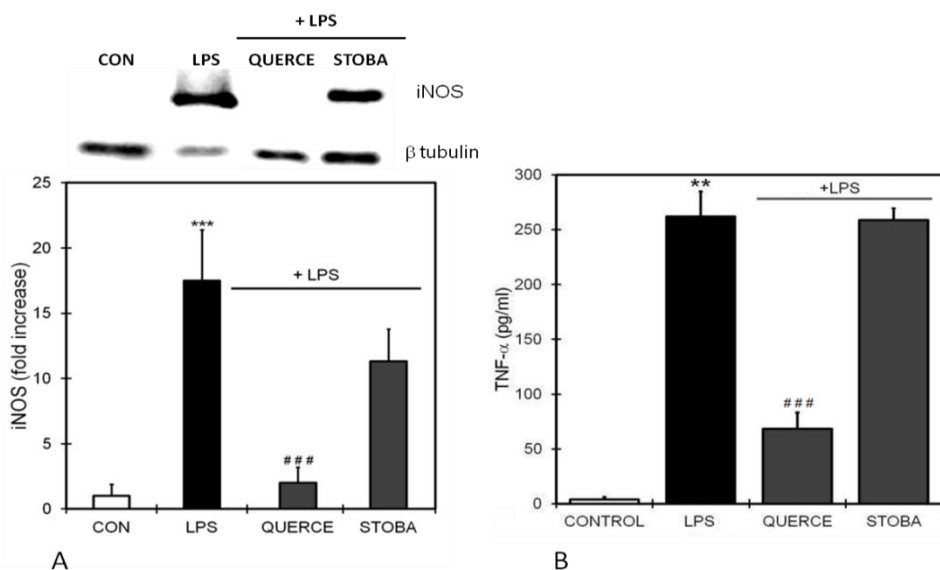 + LPS
CON LPS QUERCE STOBA
iNOS
β tubulin
25
20
15
10
5
0
iNOS (fold increase)
***
+ LPS
# # #
CON LPS QUERCE STOBA
A
300
250
200
150
100
50
0
TNF-α (pg/ml)
**
+LPS
# # #
CONTROL LPS QUERCE STOBA
B